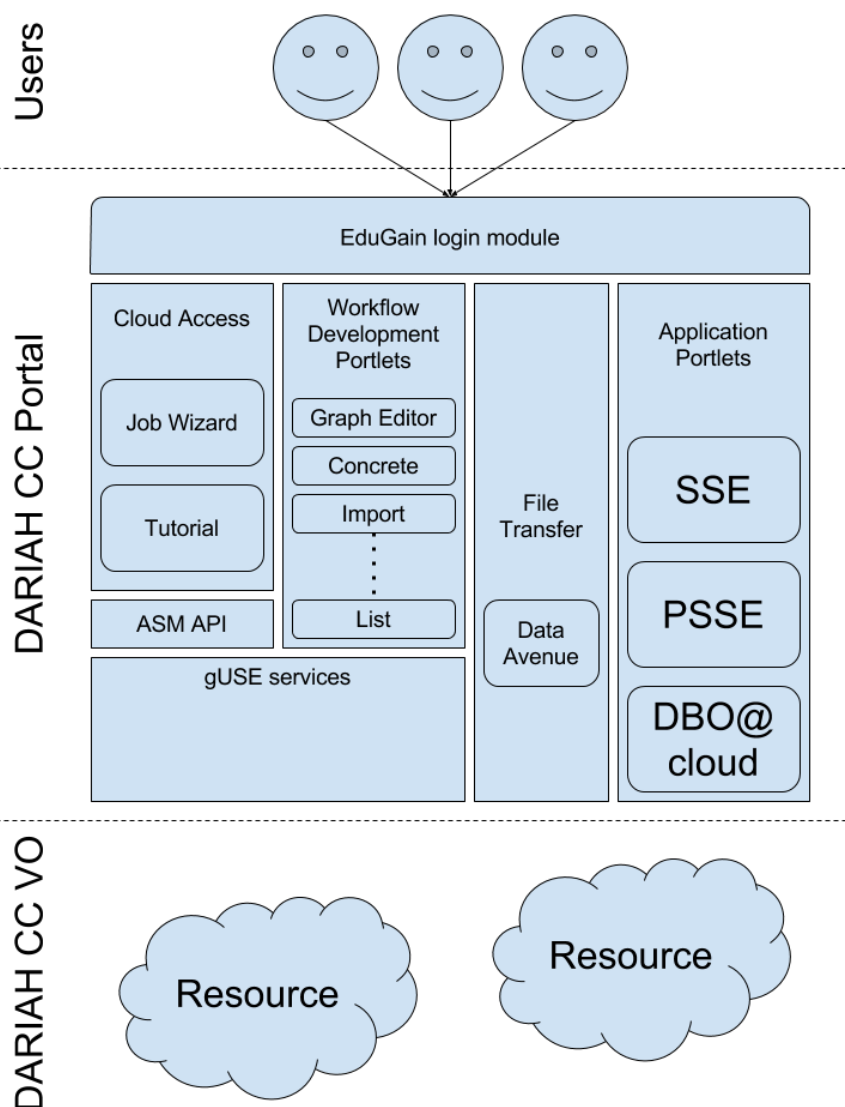 Users
EduGain login module
DARIAH CC Portal
Cloud Access
Job Wizard
Tutorial
ASM API
Workflow
Development
Portlets
Graph Editor
Concrete
Import
List
gUSE services
File
Transfer
Data
Avenue
Application
Portlets
SSE
PSSE
DBO@
cloud
DARIAH CC VO
Resource
Resource